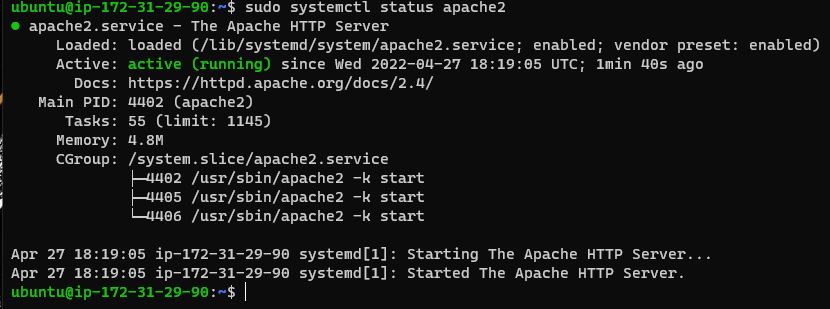 ubuntu@ip-172-31-29-90:~$ sudo systemctl status apache2
● apache2.service - The Apache HTTP Server
     Loaded: loaded (/lib/systemd/system/apache2.service; enabled; vendor preset: enabled)
     Active: active (running) since Wed 2022-04-27 18:19:05 UTC; 1min 40s ago
       Docs: https://httpd.apache.org/docs/2.4/
   Main PID: 4402 (apache2)
      Tasks: 55 (limit: 1145)
     Memory: 4.8M
     CGroup: /system.slice/apache2.service
             ├─4402 /usr/sbin/apache2 -k start
             ├─4405 /usr/sbin/apache2 -k start
             └─4406 /usr/sbin/apache2 -k start
Apr 27 18:19:05 ip-172-31-29-90 systemd[1]: Starting The Apache HTTP Server...
Apr 27 18:19:05 ip-172-31-29-90 systemd[1]: Started The Apache HTTP Server.
ubuntu@ip-172-31-29-90:~$